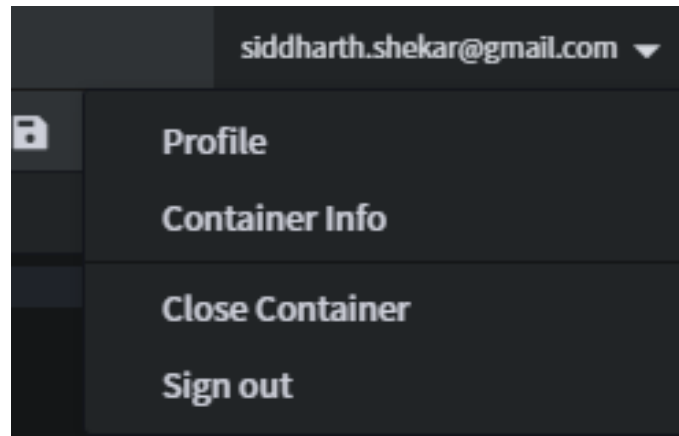 siddharth.shekar@gmail.com
Profile
Container Info
Close Container
Sign out